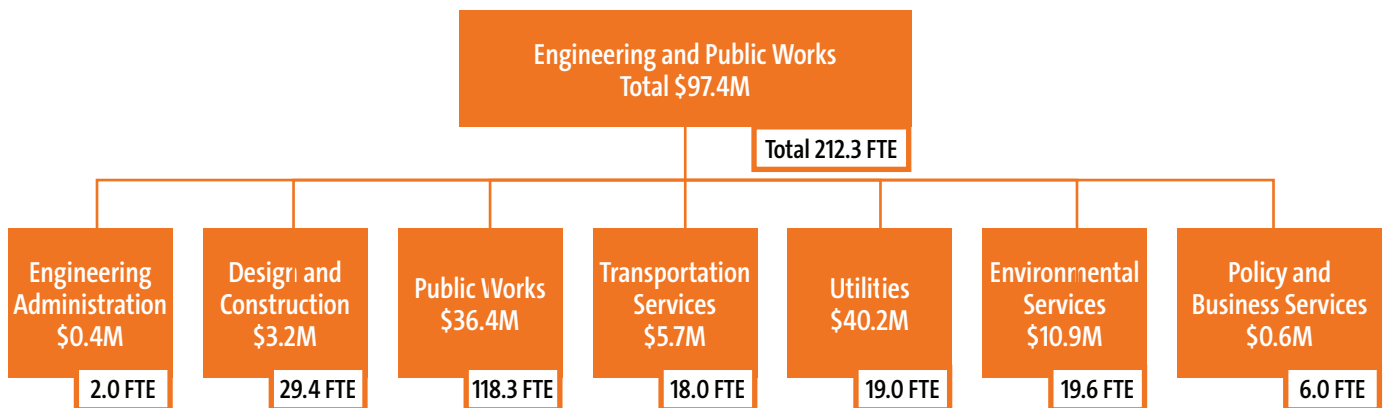 Engineering and Public Works
Total $97.4M
Total 212.3 FTE
Engineering
Administration
$0.4M
2.0 FTE
Design and
Construction
$3.2M
29.4 FTE
Public Works
$36.4M
118.3 FTE
Transportation
Services
$5.7M
18.0 FTE
Utilities
$40.2M
19.0 FTE
Environmental
Services
$10.9M
19.6 FTE
Policy and
Business Services
$0.6M
6.0 FTE